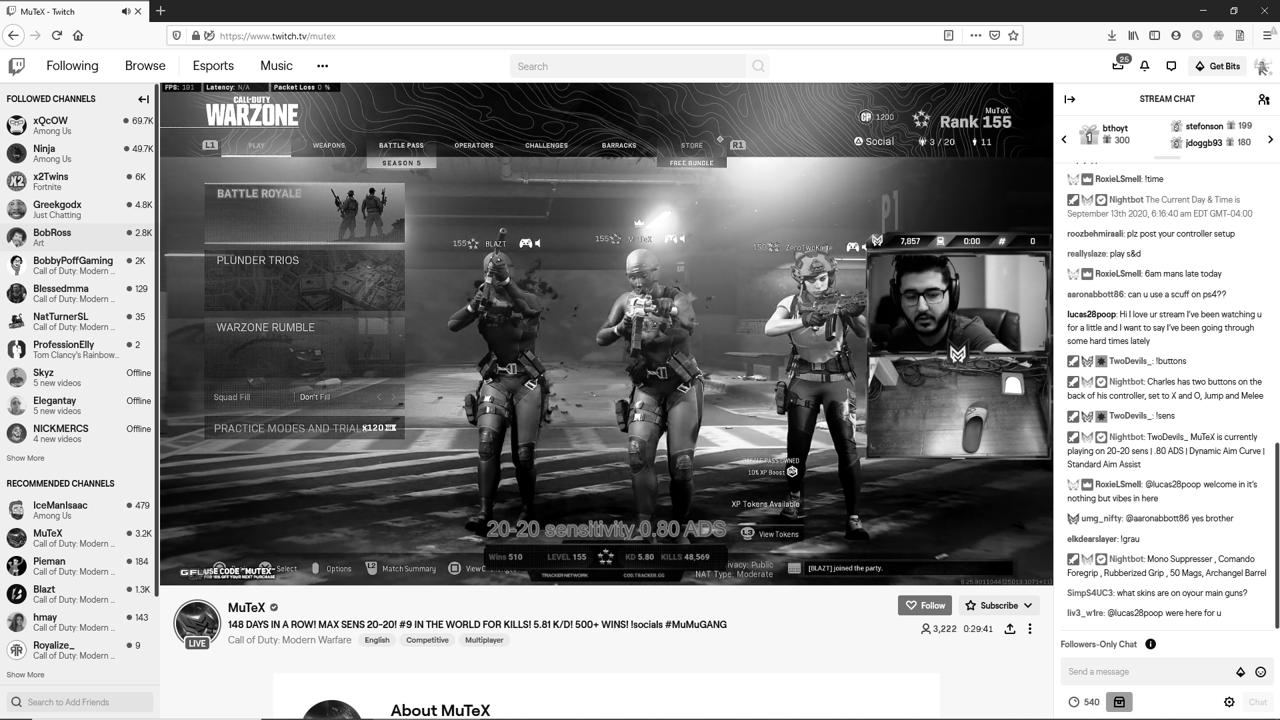 MuTeX - Twitch
https://www.twitch.tv/mutex
Following
Browse
Esports
Music
Search
25
Get Bits
FOLLOWED CHANNELS
xQcOW
69.7K
Among Us
Ninja
49.7K
Among Us
x2Twins
6K
Fortnite
Greekgodx
4.8K
Just Chatting
BobRoss
2.8K
Art
BobbyPoffGaming
2K
Call of Duty: Modern ...
Blessedmma
129
Call of Duty: Modern ...
NatTurnerSL
35
Call of Duty: Modern ...
ProfessionElly
2
Tom Clancy's Rainbow...
Skyz
Offline
5 new videos
Elegantay
Offline
5 new videos
NICKMERCS
Offline
4 new videos
Show More
RECOMMENDED CHANNELS
IceManIsaac
479
Among Us
MuTeX
3.2K
Call of Duty: Modern ...
Pieman
184
Call of Duty: Modern ...
Blazt
1.3K
Call of Duty: Modern ...
hmay
143
Call of Duty: Modern ...
Royalize_
9
Call of Duty: Modern ...
Show More
Search to Add Friends
FPS: 191 Latency: N/A Packet Loss 0 %
CALL OF DUTY
WARZONE
CP 1200
MuTeX
Rank 155
Social
3 / 20
11
L1
PLAY
WEAPONS
BATTLE PASS
OPERATORS
CHALLENGES
BARRACKS
STORE
R1
SEASON 5
FREE BUNDLE
BATTLE ROYALE
PLUNDER TRIOS
WARZONE RUMBLE
Squad Fill
Don't Fill
PRACTICE MODES AND TRIAL
x120
155 BLAZT
155 MuTeX
P1
7,857
0:00
#
0
BATTLE PASS OWNED
10% XP Boost
XP Tokens Available
L3 View Tokens
20-20 sensitivity 0.80 ADS
Wins 510
LEVEL 155
KD 5.80
KILLS 48,569
TRACKER NETWORK
COD.TRACKER.GG
USE CODE "MUTEX"
Select
Options
L2 Match Summary
NAT Type: Moderate
[BLAZT] joined the party.
MuTeX
LIVE
148 DAYS IN A ROW! MAX SENS 20-20! #9 IN THE WORLD FOR KILLS! 5.81 K/D! 500+ WINS! !socials #MuMuGANG
Call of Duty: Modern Warfare
English
Competitive
Multiplayer
Follow
Subscribe
3,222
0:29:41
About MuTeX
STREAM CHAT
bthoyt
300
stefonson 199
jdoggb93 180
RoxieLSmell: !time
Nightbot The Current Day & Time is
September 13th 2020, 6:16:40 am EDT GMT-04:00
roozbehmiraali: plz post your controller setup
reallyslaze: play s&d
RoxieLSmell: 6am mans late today
aaronabbott86: can u use a scuff on ps4??
lucas28poop: Hi I love ur stream I've been watching u
for a little and I want to say I've been going through
some hard times lately
TwoDevils_: !buttons
Nightbot: Charles has two buttons on the
back of his controller, set to X and O, Jump and Melee
TwoDevils_: !sens
Nightbot: TwoDevils_ MuTeX is currently
playing on 20-20 sens | .80 ADS | Dynamic Aim Curve |
Standard Aim Assist
RoxieLSmell: @lucas28poop welcome in it's
nothing but vibes in here
umg_nifty: @aaronabbott86 yes brother
elkdearslayer: !grau
Nightbot: Mono Suppresser , Comando
Foregrip , Rubberized Grip , 50 Mags, Archangel Barrel
SimpS4UC3: what skins are on oyour main guns?
liv3_w1re: @lucas28poop were here for u
Followers-Only Chat
Send a message
540
Chat